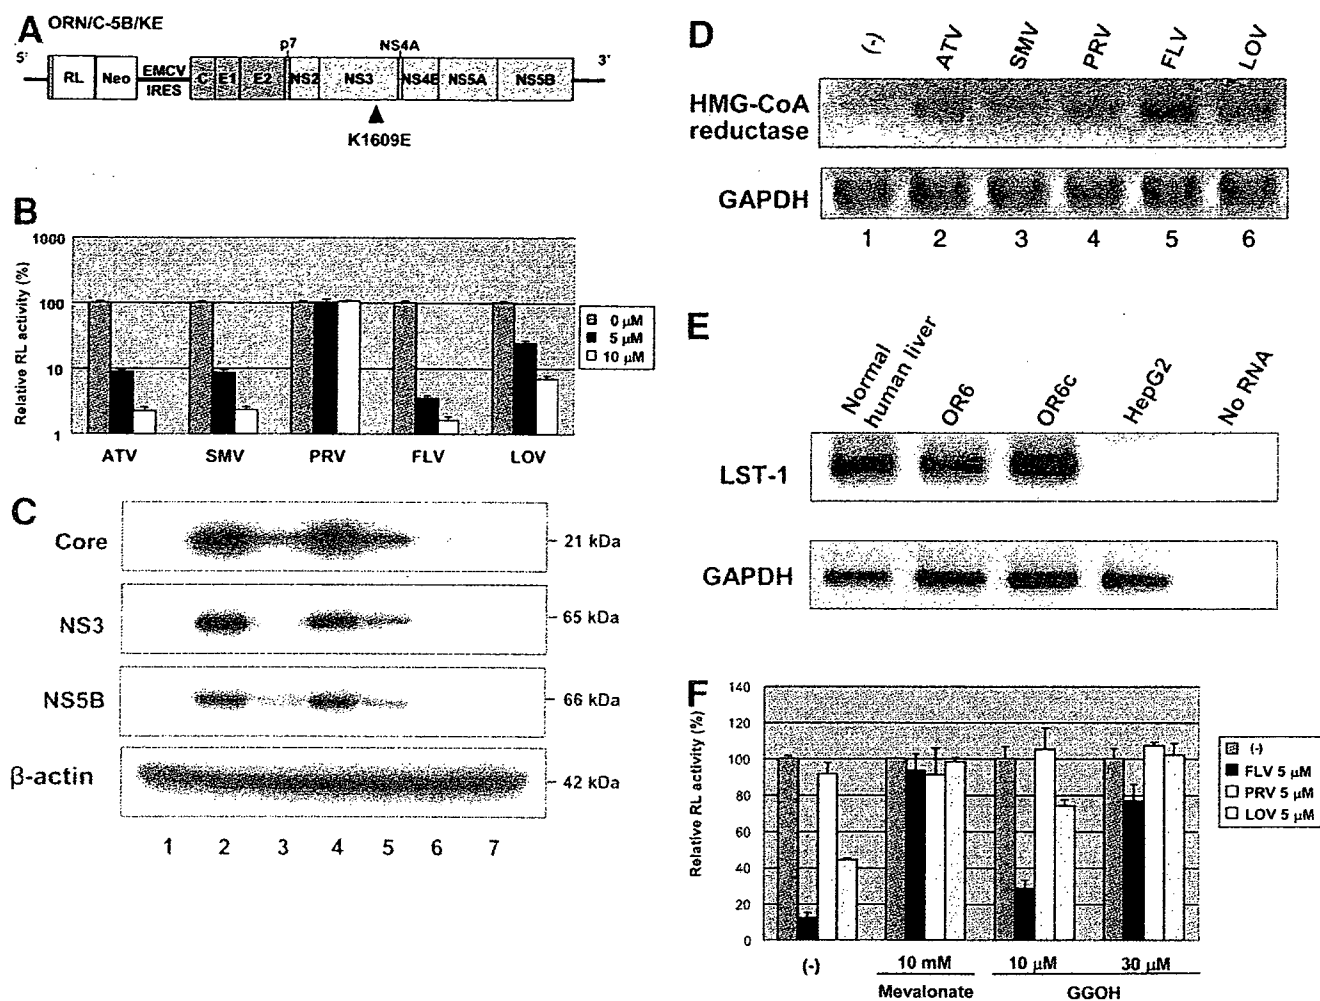 A
ORN/C-5B/KE
p7
NS4A
5'
3'
RL
Neo
EMCV
IRES
C
E1
E2
NS2
NS3
NS4B
NS5A
NS5B
K1609E
B
1000
100
10
1
Relative RL activity (%)
0 μM
5 μM
10 μM
ATV
SMV
PRV
FLV
LOV
C
Core
21 kDa
NS3
65 kDa
NS5B
66 kDa
β-actin
42 kDa
1 2 3 4 5 6 7
D
(-) ATV SMV PRV FLV LOV
HMG-CoA
reductase
GAPDH
1 2 3 4 5 6
E
Normal
human liver
OR6
OR6c
HepG2
No RNA
LST-1
GAPDH
F
140
120
100
80
60
40
20
0
Relative RL activity (%)
(-)
FLV 5 μM
PRV 5 μM
LOV 5 μM
(-)
10 mM
10 μM
30 μM
Mevalonate
GGOH